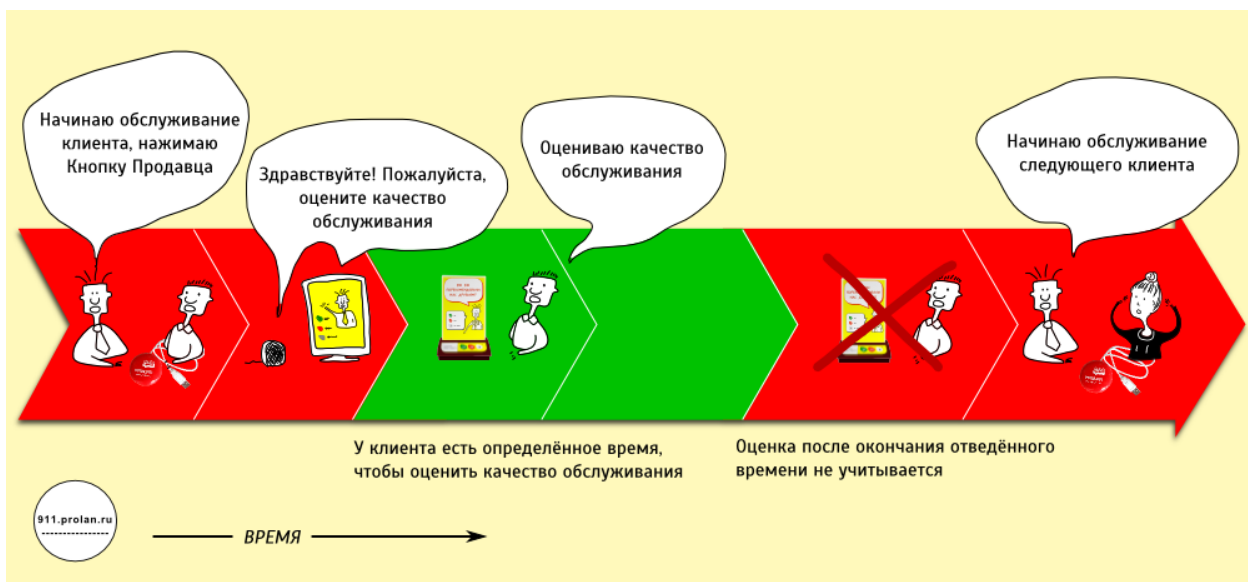 Начинаю обслуживание
клиента, нажимаю
Кнопку Продавца
Здравствуйте! Пожалуйста,
оцените качество
обслуживания
Оцениваю качество
обслуживания
Начинаю обслуживание
следующего клиента
У клиента есть определённое время,
чтобы оценить качество обслуживания
Оценка после окончания отведённого
времени не учитывается
911.prolan.ru
ВРЕМЯ